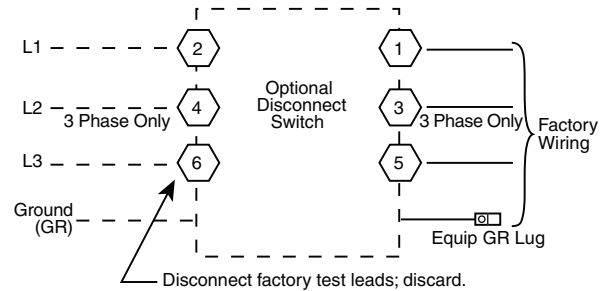 L1
2
1
Optional
Disconnect
Switch
L2
4
3
3 Phase Only
3 Phase Only
Factory
Wiring
L3
6
5
Ground
(GR)
Equip GR Lug
Disconnect factory test leads; discard.